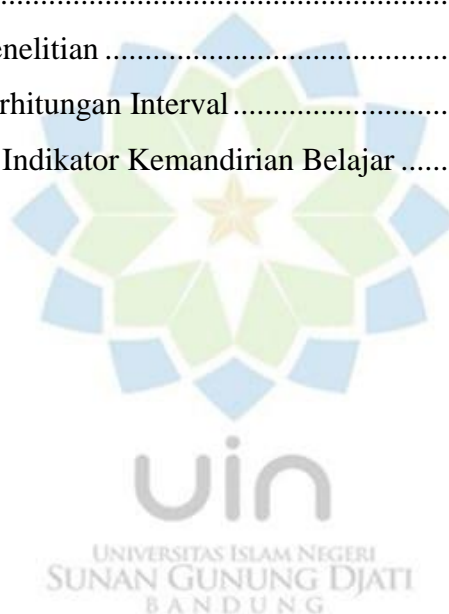 ................................................
enelitian ................................................
rhitungan Interval................................
Indikator Kemandirian Belajar ......
uin
UNIVERSITAS ISLAM NEGERI
SUNAN GUNUNG DJATI
BANDUNG